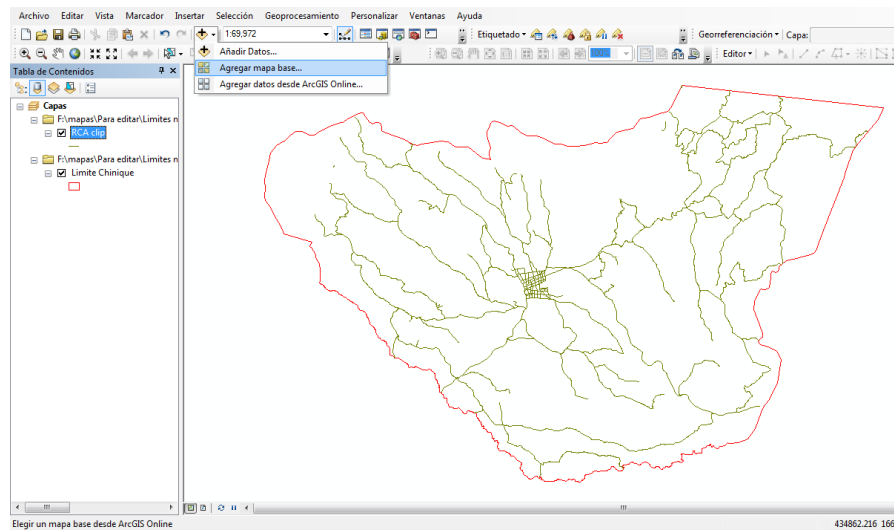 Archivo Editar Vista Marcador Insertar Selección Geoprocesamiento Personalizar Ventanas Ayuda
1:69,972 Etiquetado Georreferenciación Capa:
100% Editor
Tabla de Contenidos
Añadir Datos...
Agregar mapa base...
Agregar datos desde ArcGIS Online...
Capas
F:\mapas\Para editar\Limites n
RCA clip
F:\mapas\Para editar\Limites n
Limite Chinique
Elegir un mapa base desde ArcGIS Online 434862.216 166